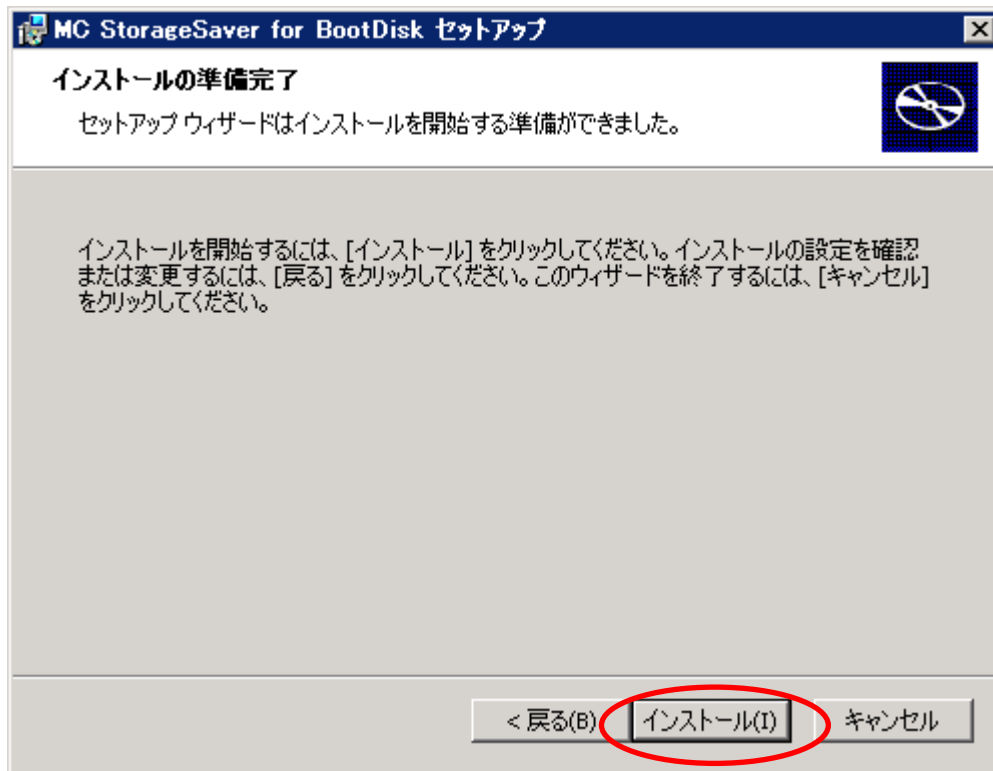 MC StorageSaver for BootDisk セットアップ
インストールの準備完了
セットアップ ウィザードはインストールを開始する準備ができました。
インストールを開始するには、[インストール] をクリックしてください。インストールの設定を確認
または変更するには、[戻る] をクリックしてください。このウィザードを終了するには、[キャンセル]
をクリックしてください。
< 戻る(B) インストール(I) キャンセル